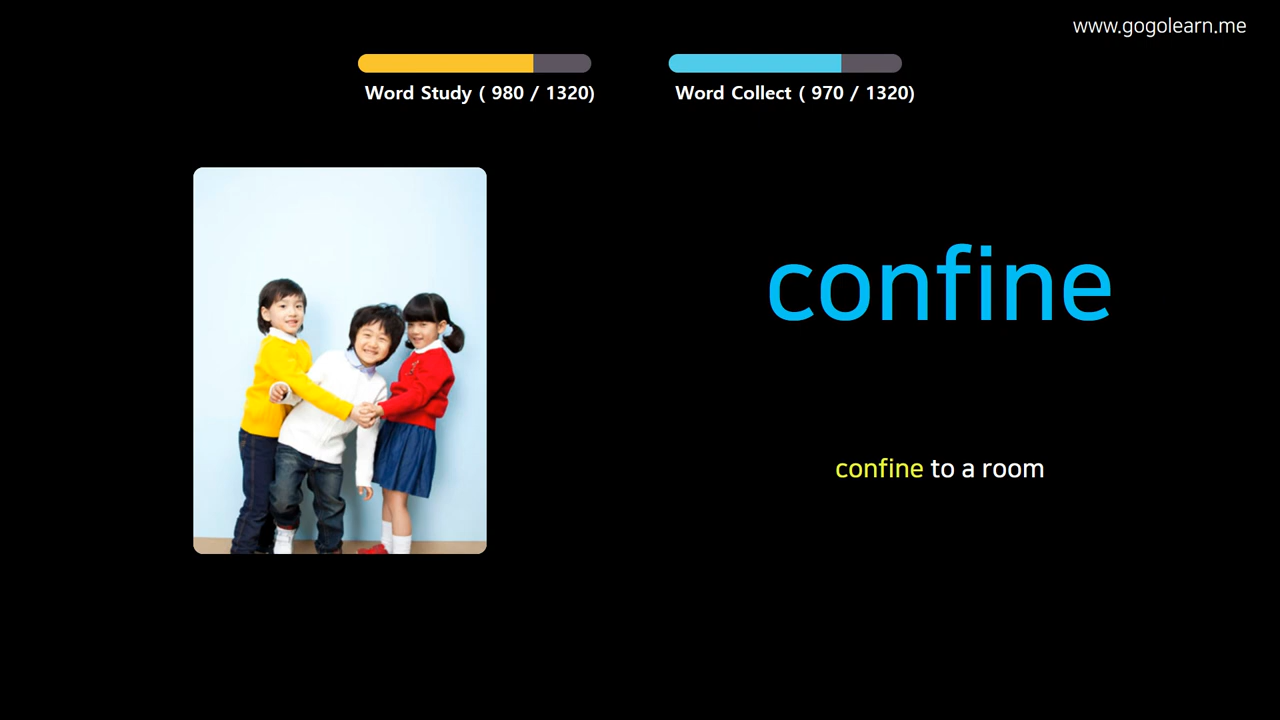 www.gogolearn.me
Word Study ( 980 / 1320)
Word Collect ( 970 / 1320)
confine
confine to a room